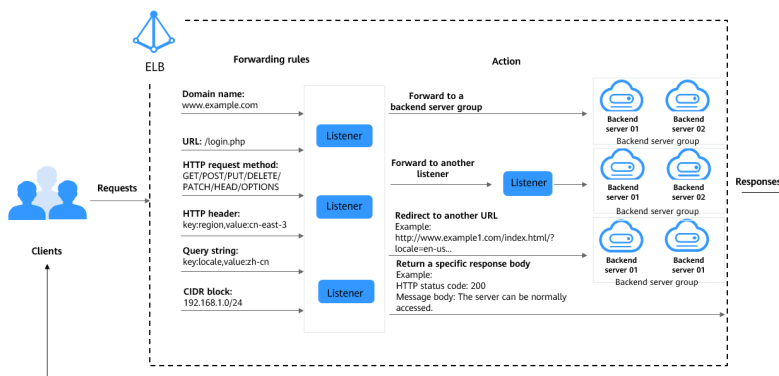 ELB
Forwarding rules
Action
Domain name:
www.example.com
URL: /login.php
HTTP request method:
GET/POST/PUT/DELETE/
PATCH/HEAD/OPTIONS
HTTP header:
key:region,value:cn-east-3
Query string:
key:locale,value:zh-cn
CIDR block:
192.168.1.0/24
Clients
Requests
Listener
Listener
Listener
Forward to a
backend server group
Forward to another
listener
Listener
Redirect to another URL
Example:
http://www.example1.com/index.html/?
locale=en-us...
Return a specific response body
Example:
HTTP status code: 200
Message body: The server can be normally
accessed.
Backend
server 01
Backend
server 02
Backend server group
Backend
server 01
Backend
server 02
Backend server group
Backend
server 01
Backend
server 01
Backend server group
Responses